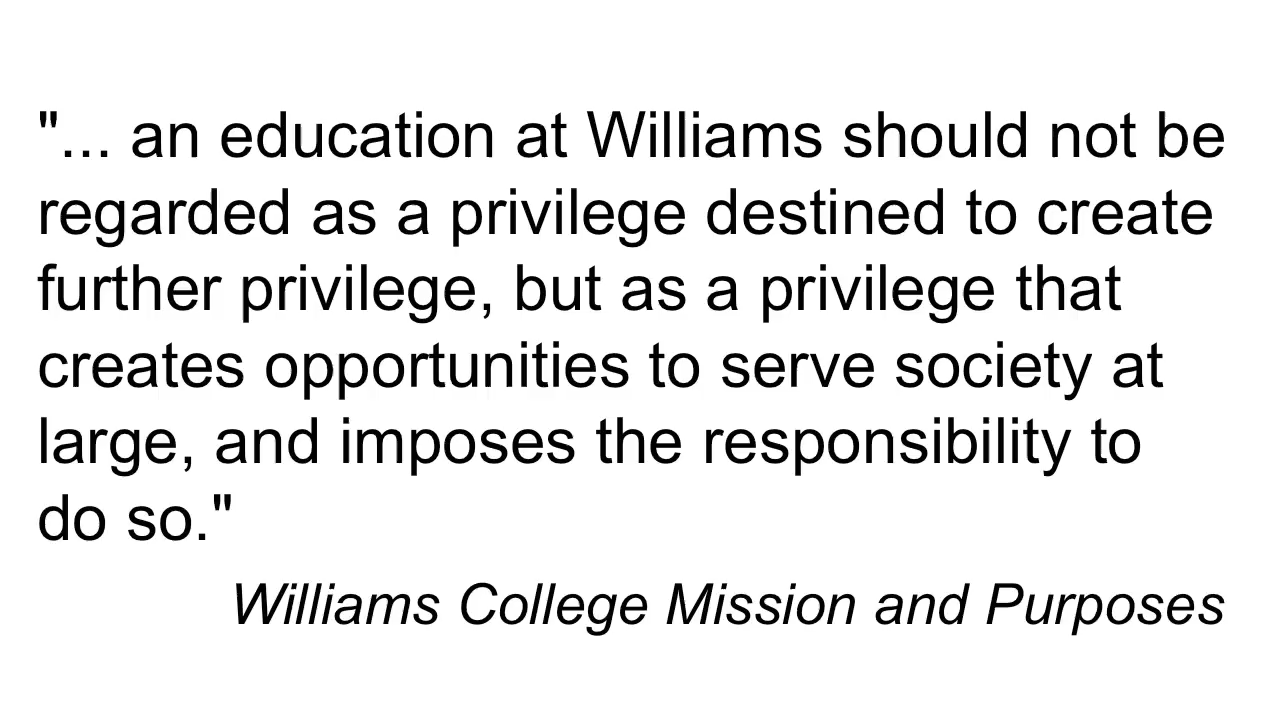 "... an education at Williams should not be
regarded as a privilege destined to create
further privilege, but as a privilege that
creates opportunities to serve society at
large, and imposes the responsibility to
do so."
Williams College Mission and Purposes